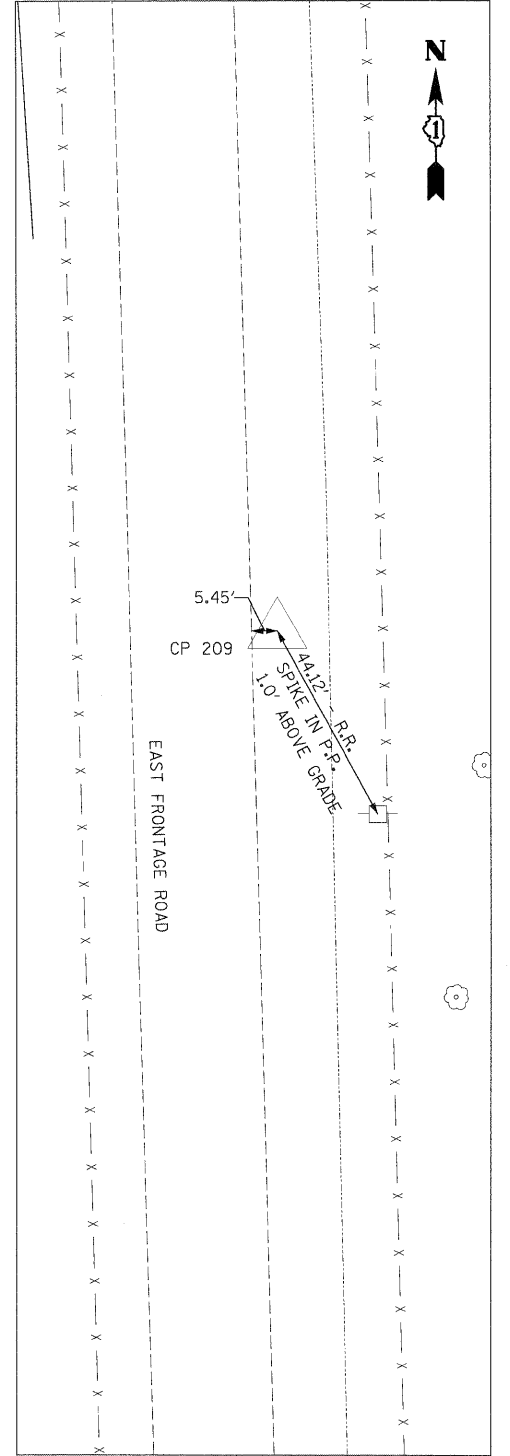 N
1
5.45'
CP 209
44.12' - R.R.
SPIKE IN P.P.
1.0' ABOVE GRADE
EAST FRONTAGE ROAD